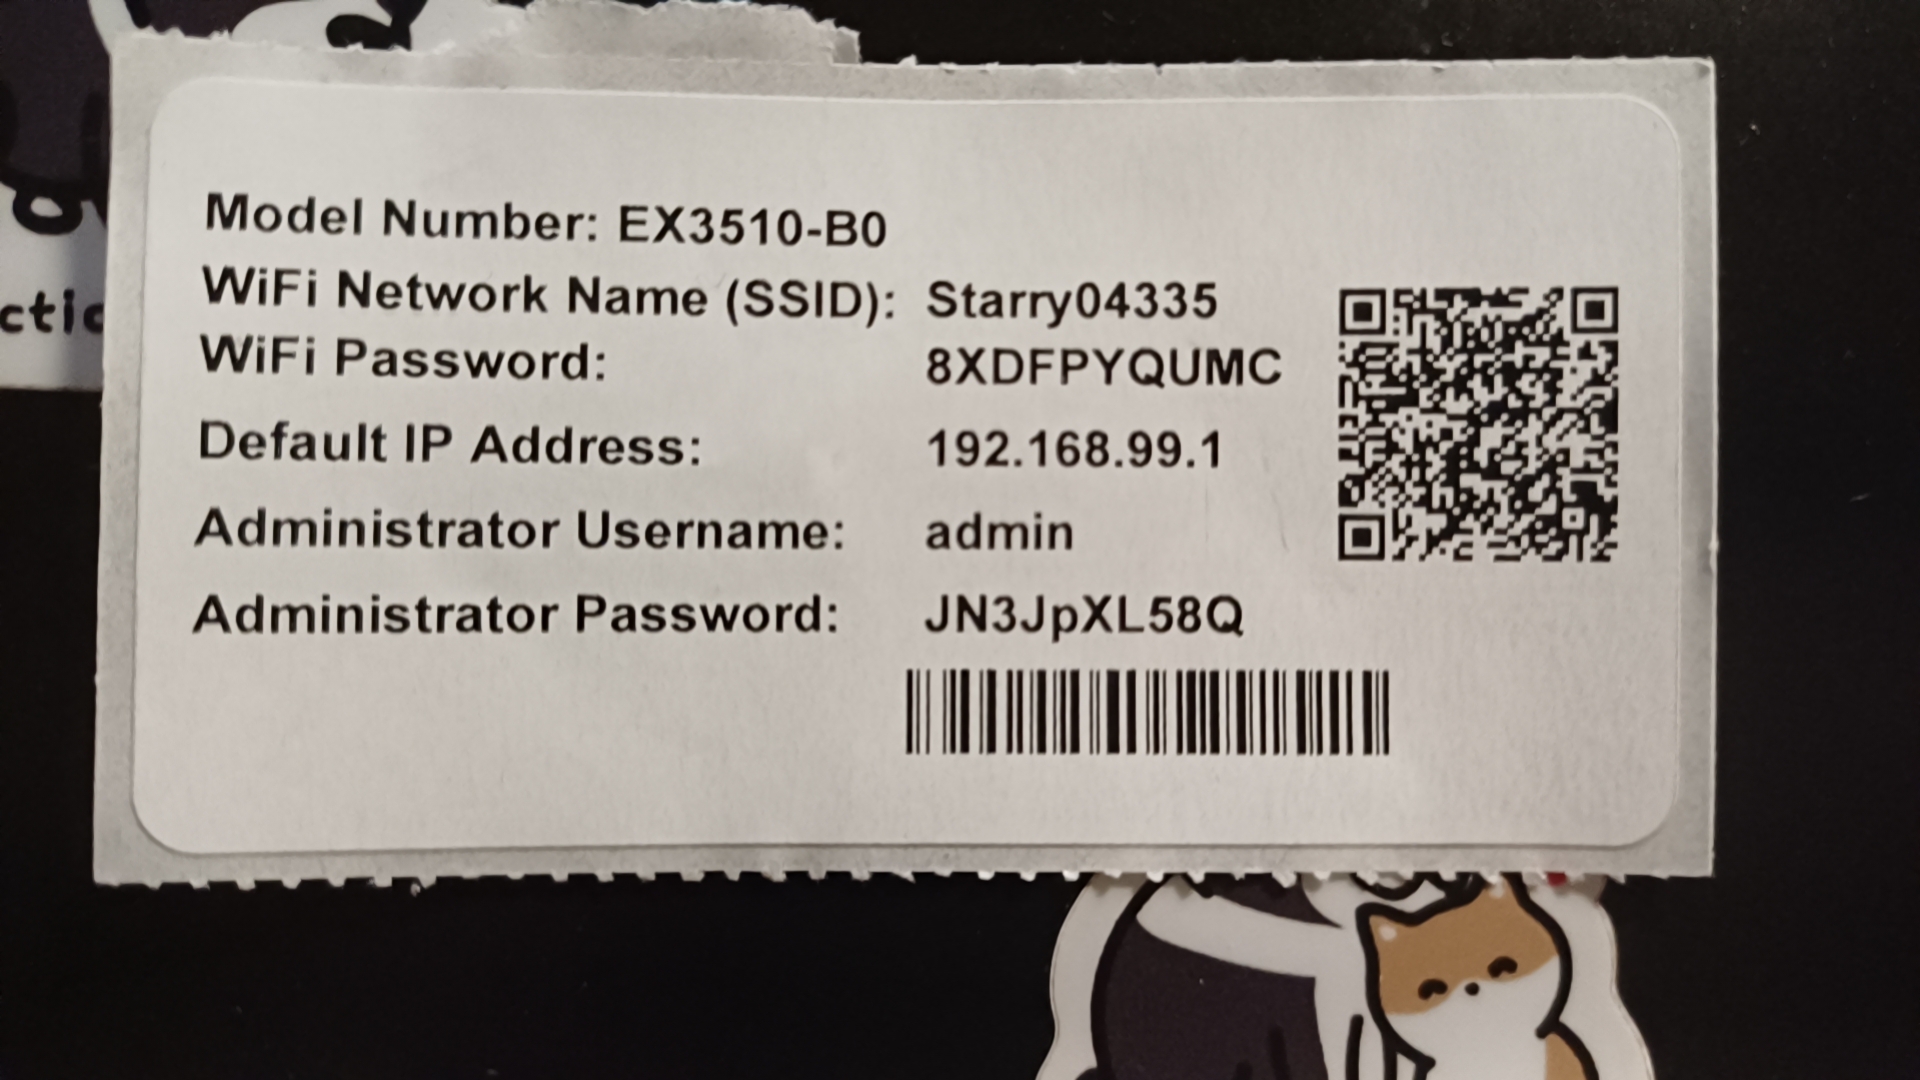 Model Number: EX3510-B0
WiFi Network Name (SSID): Starry04335
WiFi Password: 8XDFPYQUMC
Default IP Address: 192.168.99.1
Administrator Username: admin
Administrator Password: JN3JpXL58Q